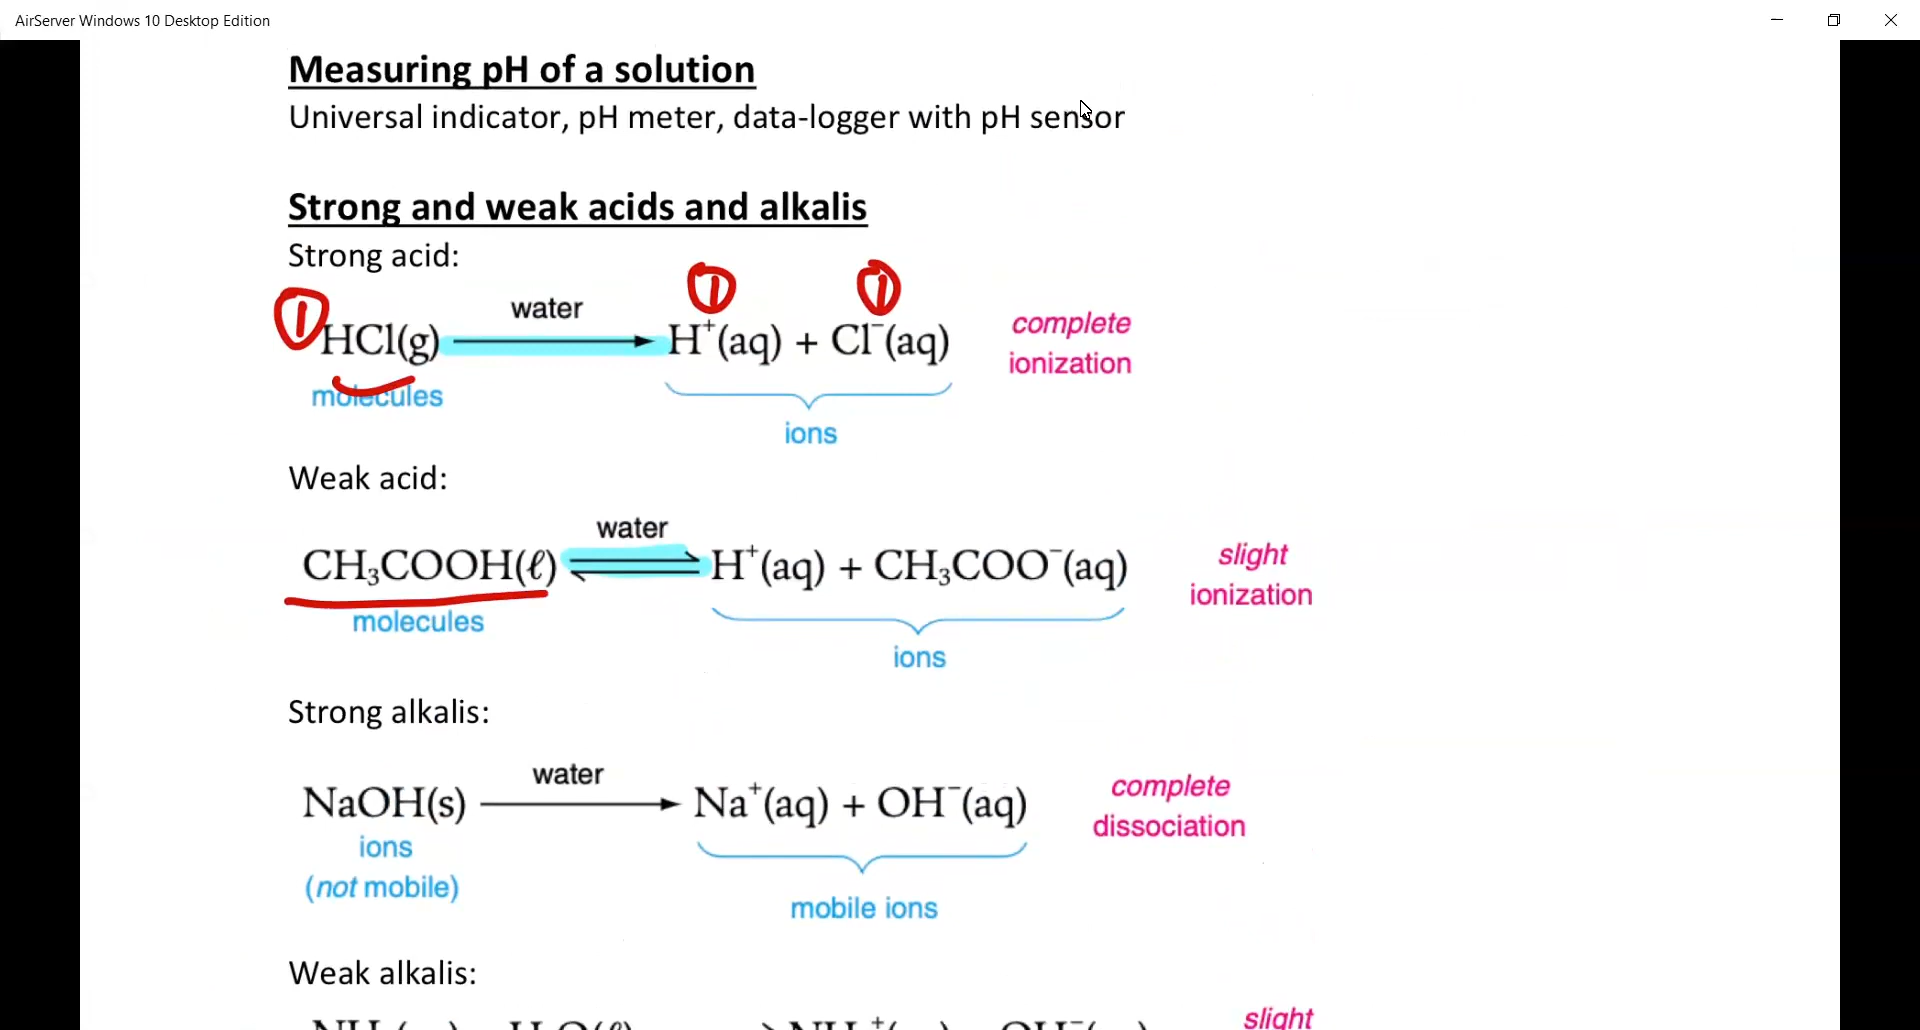 AirServer Windows 10 Desktop Edition
Measuring pH of a solution
Universal indicator, pH meter, data-logger with pH sensor
Strong and weak acids and alkalis
Strong acid:
1 1 1
water
HCl(g) ⟶ H⁺(aq) + Cl⁻(aq)
complete
ionization
molecules
ions
Weak acid:
water
CH₃COOH(ℓ) ⇌ H⁺(aq) + CH₃COO⁻(aq)
slight
ionization
molecules
ions
Strong alkalis:
water
NaOH(s) ⟶ Na⁺(aq) + OH⁻(aq)
complete
dissociation
ions
(not mobile)
mobile ions
Weak alkalis:
slight